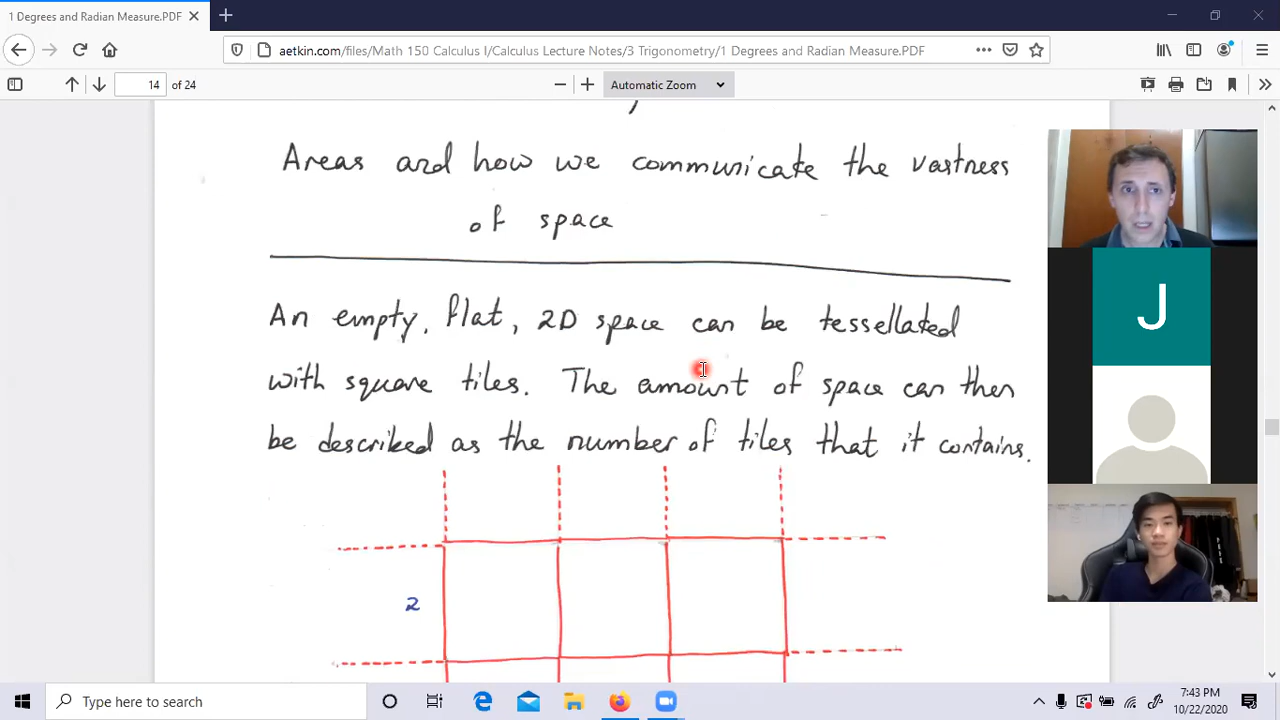 1 Degrees and Radian Measure.PDF
aetkin.com/files/Math 150 Calculus I/Calculus Lecture Notes/3 Trigonometry/1 Degrees and Radian Measure.PDF
14 of 24
Automatic Zoom
Areas and how we communicate the vastness
of space
An empty, flat, 2D space can be tessellated
with square tiles. The amount of space can then
be described as the number of tiles that it contains.
2
J
Type here to search
7:43 PM
10/22/2020